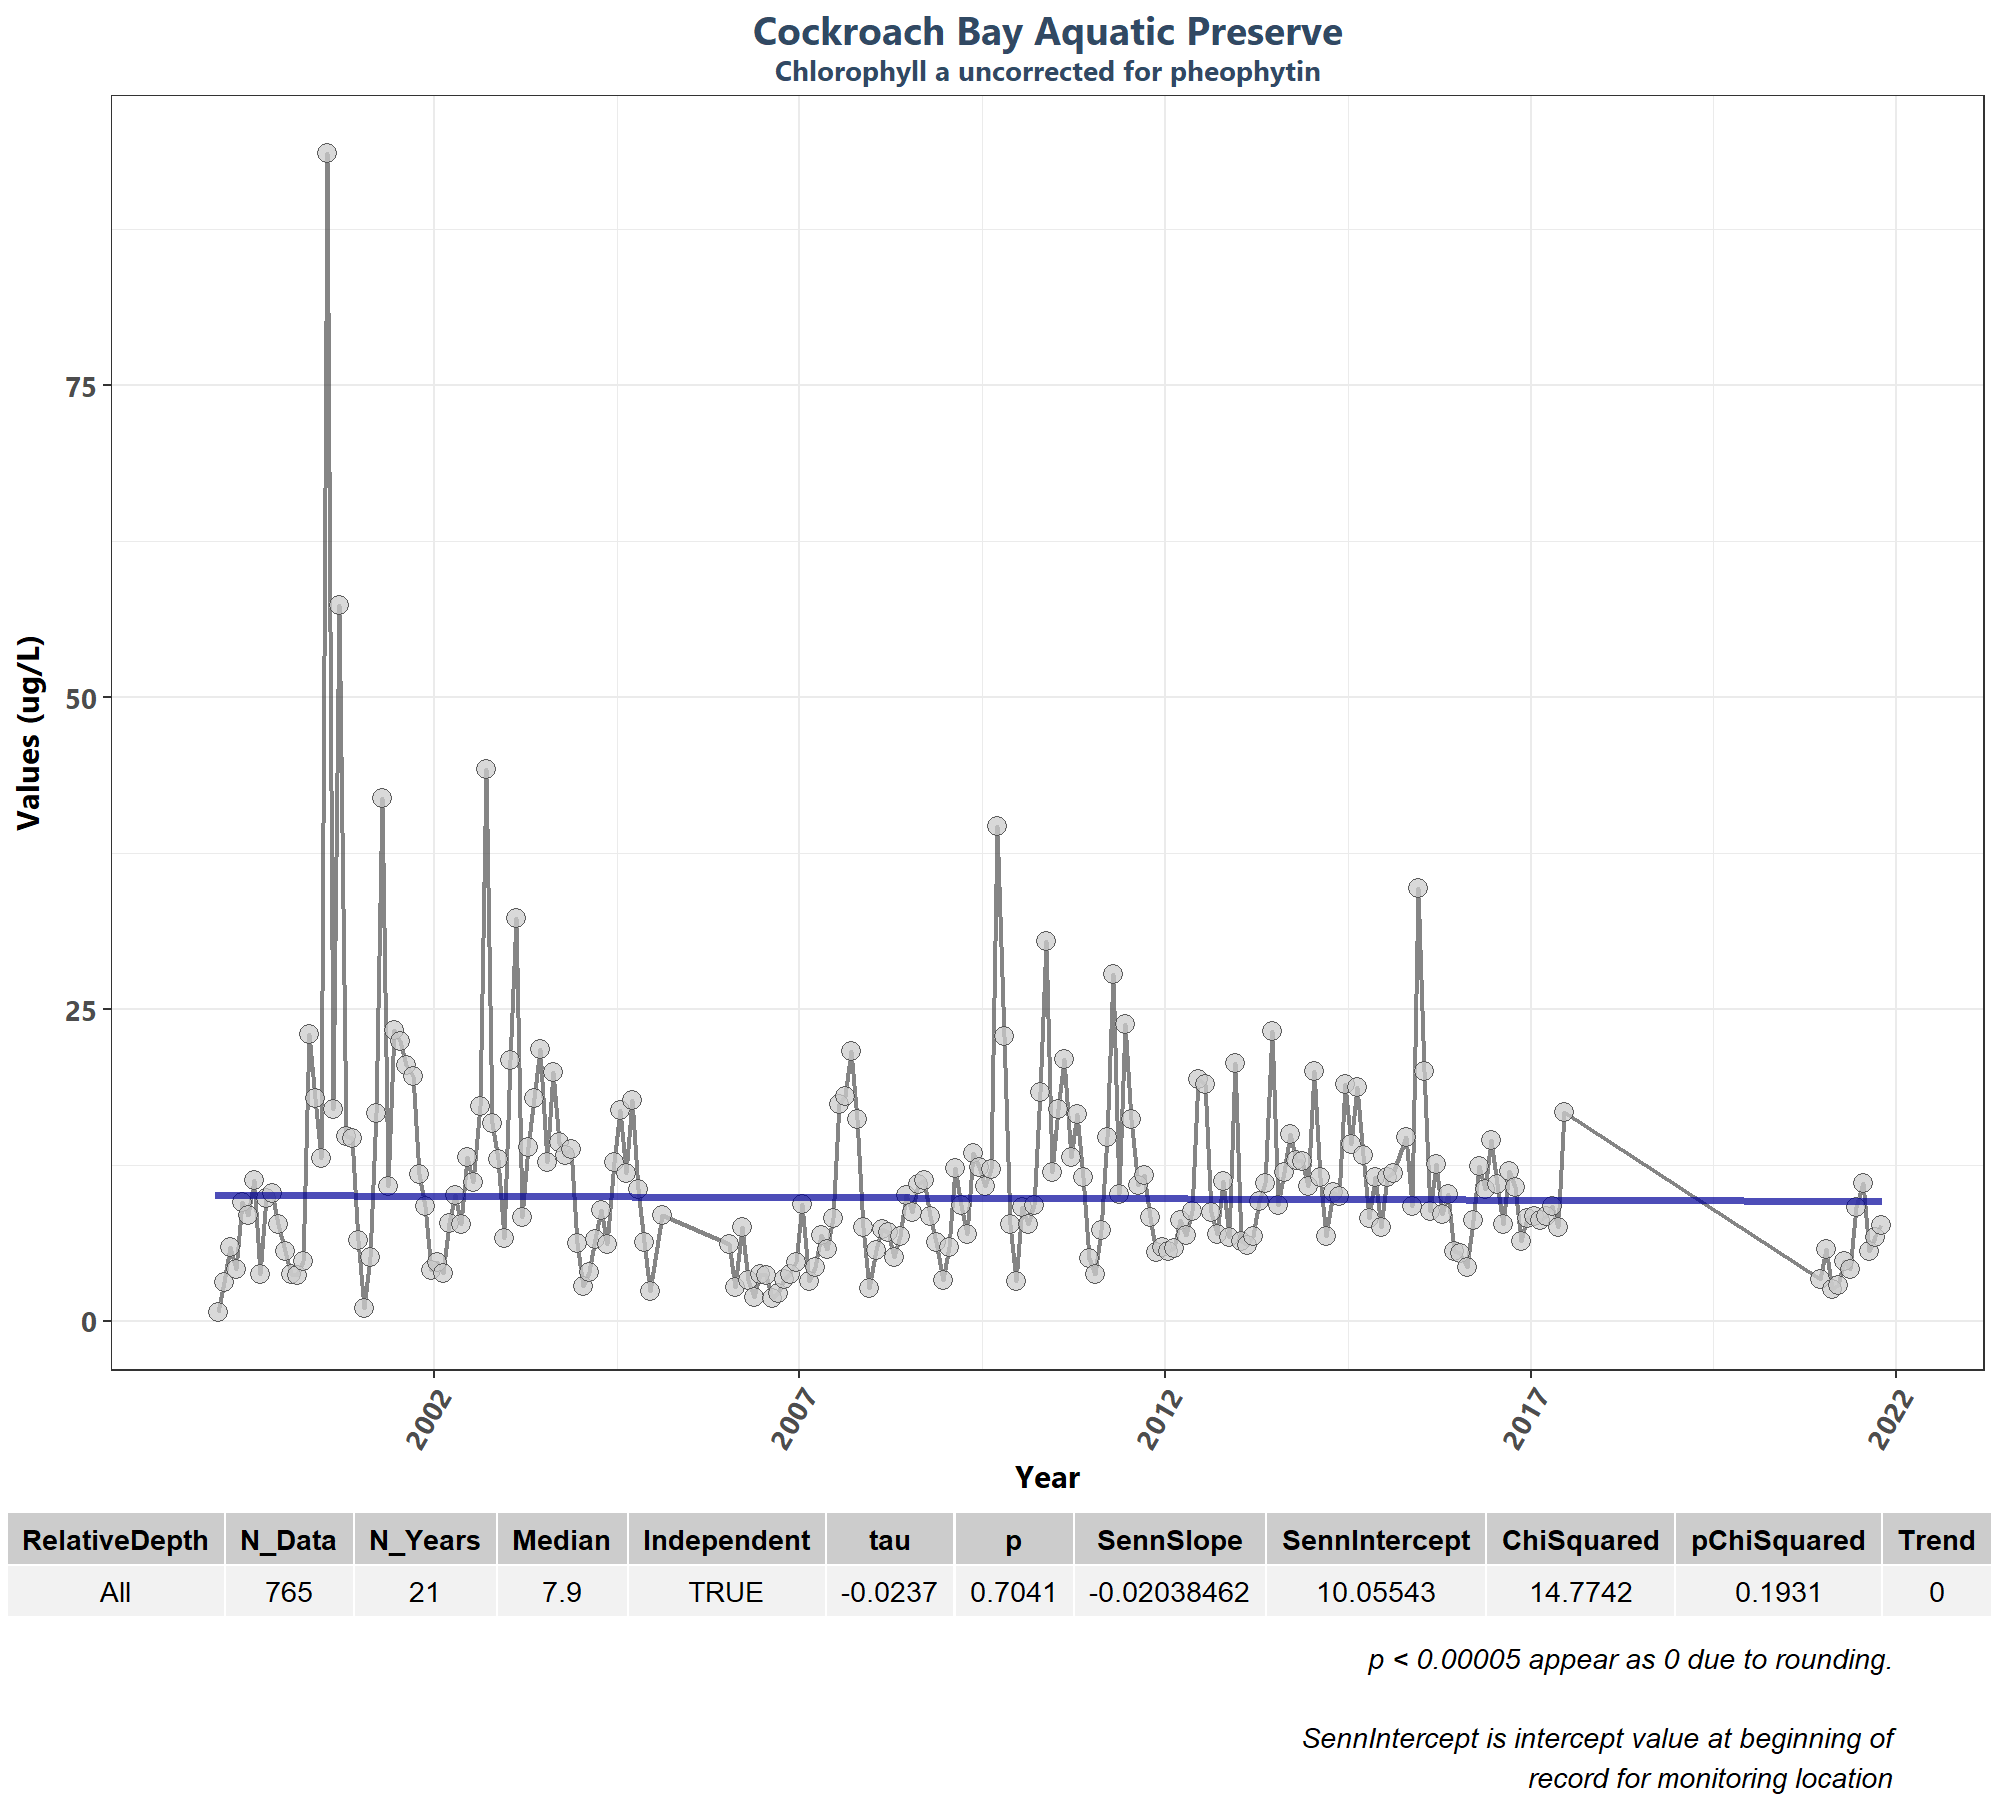 Cockroach Bay Aquatic Preserve
Chlorophyll a uncorrected for pheophytin
Values (ug/L)
75
50
25
0
2002
2007
2012
2017
2022
Year
RelativeDepth N_Data N_Years Median Independent tau p SennSlope SennIntercept ChiSquared pChiSquared Trend
All 765 21 7.9 TRUE -0.0237 0.7041 -0.02038462 10.05543 14.7742 0.1931 0
p < 0.00005 appear as 0 due to rounding.
SennIntercept is intercept value at beginning of
record for monitoring location